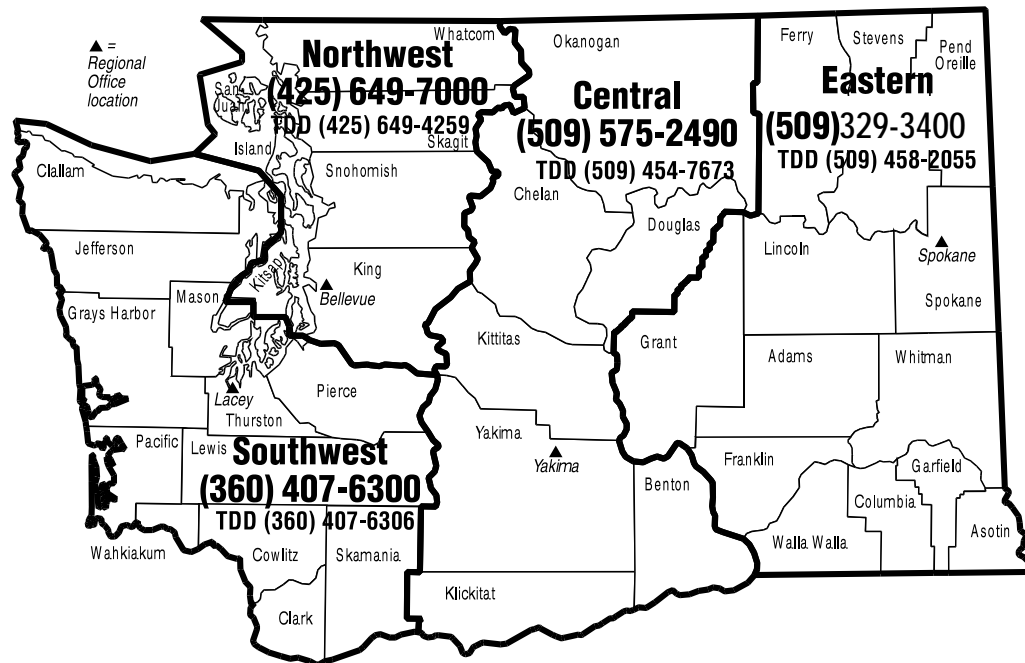 ▲ =
Regional
Office
location
Northwest
(425) 649-7000
TDD (425) 649-4259
Whatcom
San
Juan
Skagit
Island
Snohomish
King
Kitsap
Bellevue
Central
(509) 575-2490
TDD (509) 454-7673
Okanogan
Chelan
Douglas
Kittitas
Yakima
Yakima
Benton
Klickitat
Eastern
(509) 329-3400
TDD (509) 458-2055
Ferry
Stevens
Pend
Oreille
Lincoln
Spokane
Spokane
Grant
Adams
Whitman
Franklin
Garfield
Columbia
Walla Walla
Asotin
Southwest
(360) 407-6300
TDD (360) 407-6306
Clallam
Jefferson
Mason
Grays Harbor
Lacey
Thurston
Pierce
Pacific
Lewis
Wahkiakum
Cowlitz
Skamania
Clark